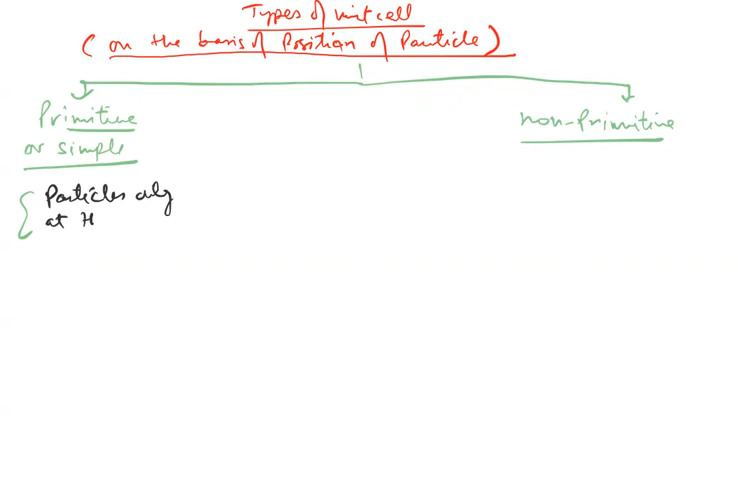 Types of unit cell
( on the basis of Position of Particle )
Primitive
or simple
non-Primitive
Particles only
at H